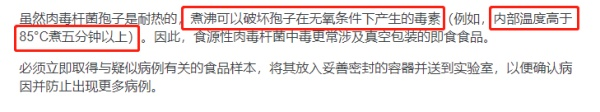 虽然肉毒杆菌孢子是耐热的，煮沸可以破坏孢子在无氧条件下产生的毒素（例如，内部温度高于
85°C煮五分钟以上）。因此，食源性肉毒杆菌中毒更常涉及真空包装的即食食品。
必须立即取得与疑似病例有关的食品样本，将其放入妥善密封的容器并送到实验室，以便确认病
因并防止出现更多病例。